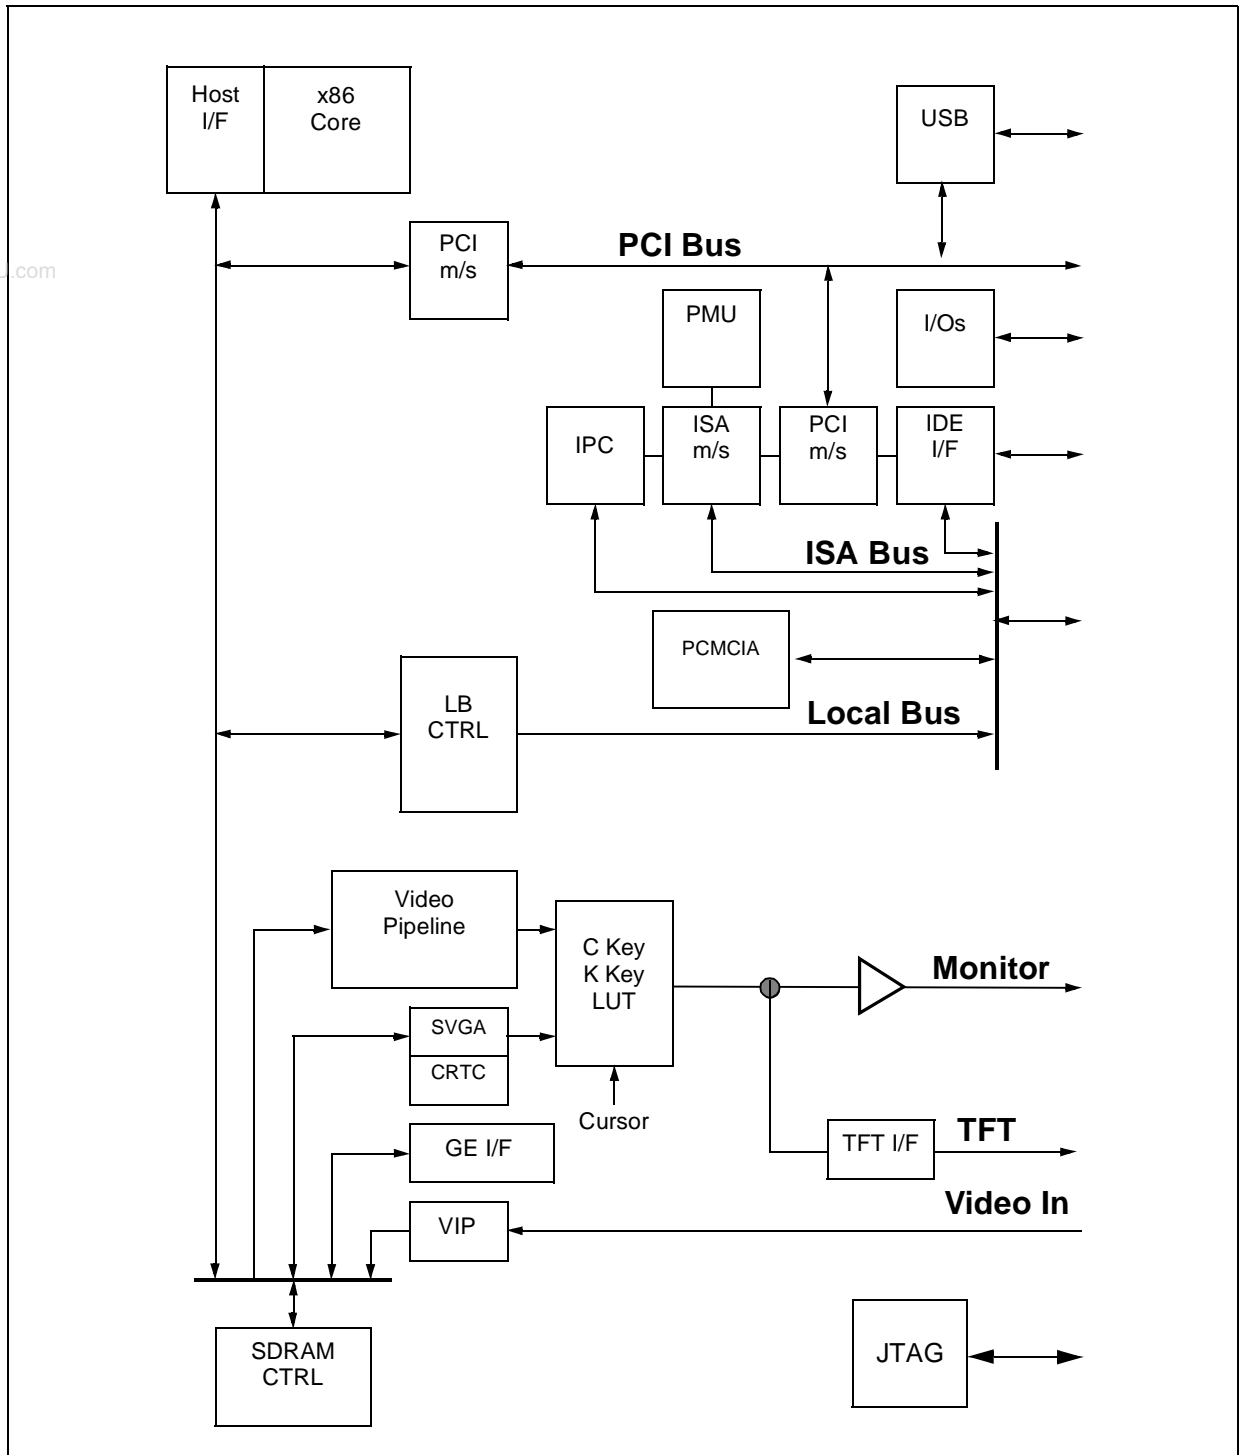 Host
I/F
x86
Core
USB
PCI
m/s
PCI Bus
.com
PMU
I/Os
IPC
ISA
m/s
PCI
m/s
IDE
I/F
ISA Bus
PCMCIA
LB
CTRL
Local Bus
Video
Pipeline
C Key
K Key
LUT
Monitor
SVGA
CRTC
Cursor
GE I/F
TFT I/F
TFT
VIP
Video In
SDRAM
CTRL
JTAG